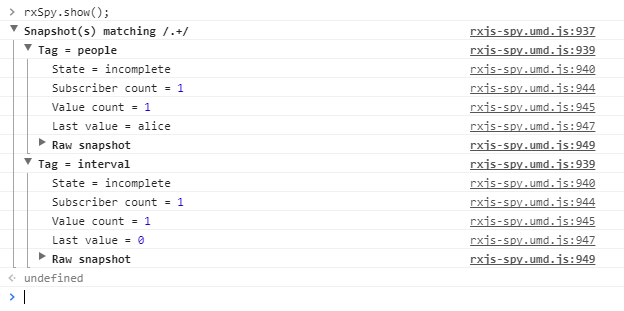 > rxSpy.show();
▼ Snapshot(s) matching /.+/ rxjs-spy.umd.js:937
▼ Tag = people rxjs-spy.umd.js:939
State = incomplete rxjs-spy.umd.js:940
Subscriber count = 1 rxjs-spy.umd.js:944
Value count = 1 rxjs-spy.umd.js:945
Last value = alice rxjs-spy.umd.js:947
▶ Raw snapshot rxjs-spy.umd.js:949
▼ Tag = interval rxjs-spy.umd.js:939
State = incomplete rxjs-spy.umd.js:940
Subscriber count = 1 rxjs-spy.umd.js:944
Value count = 1 rxjs-spy.umd.js:945
Last value = 0 rxjs-spy.umd.js:947
▶ Raw snapshot rxjs-spy.umd.js:949
undefined
>